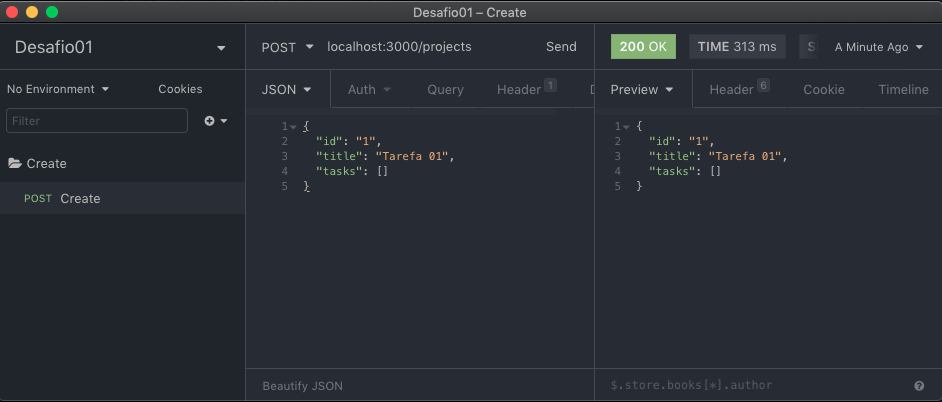 Desafio01 – Create
Desafio01
No Environment
Cookies
Filter
Create
POST Create
POST localhost:3000/projects Send
JSON Auth Query Header 1
1 {
2 "id": "1",
3 "title": "Tarefa 01",
4 "tasks": []
5 }
Beautify JSON
200 OK TIME 313 ms S A Minute Ago
Preview Header 6 Cookie Timeline
1 {
2 "id": "1",
3 "title": "Tarefa 01",
4 "tasks": []
5 }
$.store.books[*].author